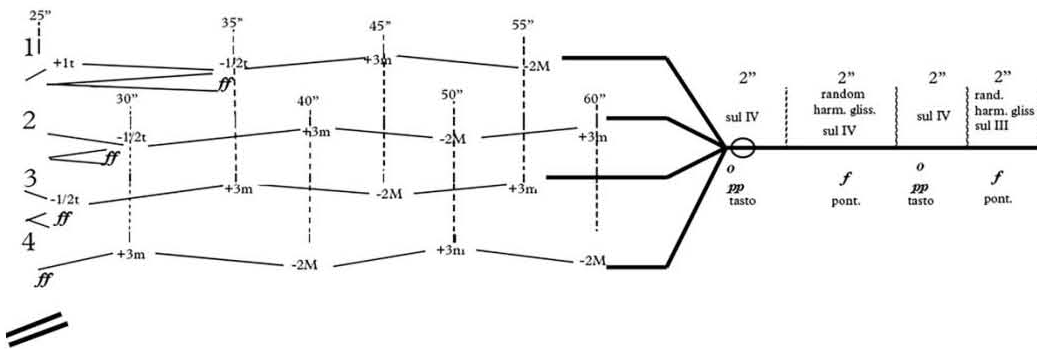 25”
35”
45”
55”
1
+1t
-1/2t
+3m
-2M
ff
30”
40”
50”
60”
2
-1/2t
+3m
-2M
+3m
ff
3
-1/2t
+3m
-2M
+3m
ff
4
+3m
-2M
+3m
-2M
ff
2” 2” 2” 2”
sul IV
random
harm. gliss.
sul IV
sul IV
rand.
harm. gliss
sul III
o
pp
tasto
f
pont.
o
pp
tasto
f
pont.